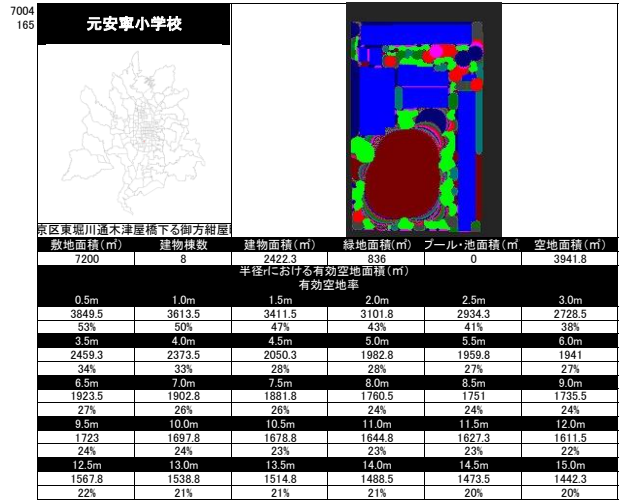 7004
165
元安寧小学校
京区東堀川通木津屋橋下る御方紺屋町
敷地面積(㎡) 建物棟数 建物面積(㎡) 緑地面積(㎡) プール・池面積(㎡) 空地面積(㎡)
7200 8 2422.3 836 0 3941.8
半径rにおける有効空地面積(㎡)
有効空地率
0.5m 1.0m 1.5m 2.0m 2.5m 3.0m
3849.5 3613.5 3411.5 3101.8 2934.3 2728.5
53% 50% 47% 43% 41% 38%
3.5m 4.0m 4.5m 5.0m 5.5m 6.0m
2459.3 2373.5 2050.3 1982.8 1959.8 1941
34% 33% 28% 28% 27% 27%
6.5m 7.0m 7.5m 8.0m 8.5m 9.0m
1923.5 1902.8 1881.8 1760.5 1751 1735.5
27% 26% 26% 24% 24% 24%
9.5m 10.0m 10.5m 11.0m 11.5m 12.0m
1723 1697.8 1678.8 1644.8 1627.3 1611.5
24% 24% 23% 23% 23% 22%
12.5m 13.0m 13.5m 14.0m 14.5m 15.0m
1567.8 1538.8 1514.8 1488.5 1473.5 1442.3
22% 21% 21% 21% 20% 20%